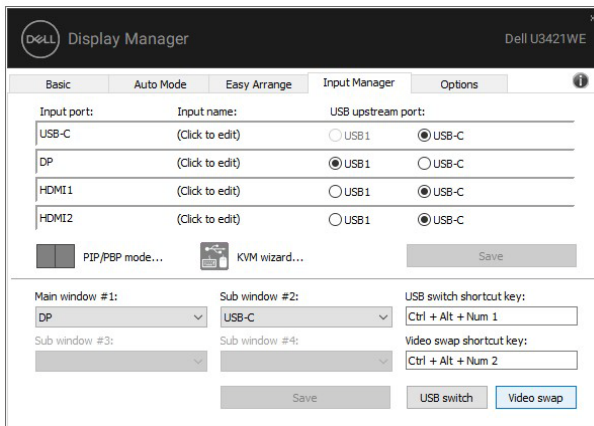 DELL Display Manager Dell U3421WE
Basic Auto Mode Easy Arrange Input Manager Options
Input port: Input name: USB upstream port:
USB-C (Click to edit) USB1 USB-C
DP (Click to edit) USB1 USB-C
HDMI1 (Click to edit) USB1 USB-C
HDMI2 (Click to edit) USB1 USB-C
PIP/PBP mode... KVM wizard... Save
Main window #1: Sub window #2: USB switch shortcut key:
DP USB-C Ctrl + Alt + Num 1
Sub window #3: Sub window #4: Video swap shortcut key:
Ctrl + Alt + Num 2
Save USB switch Video swap